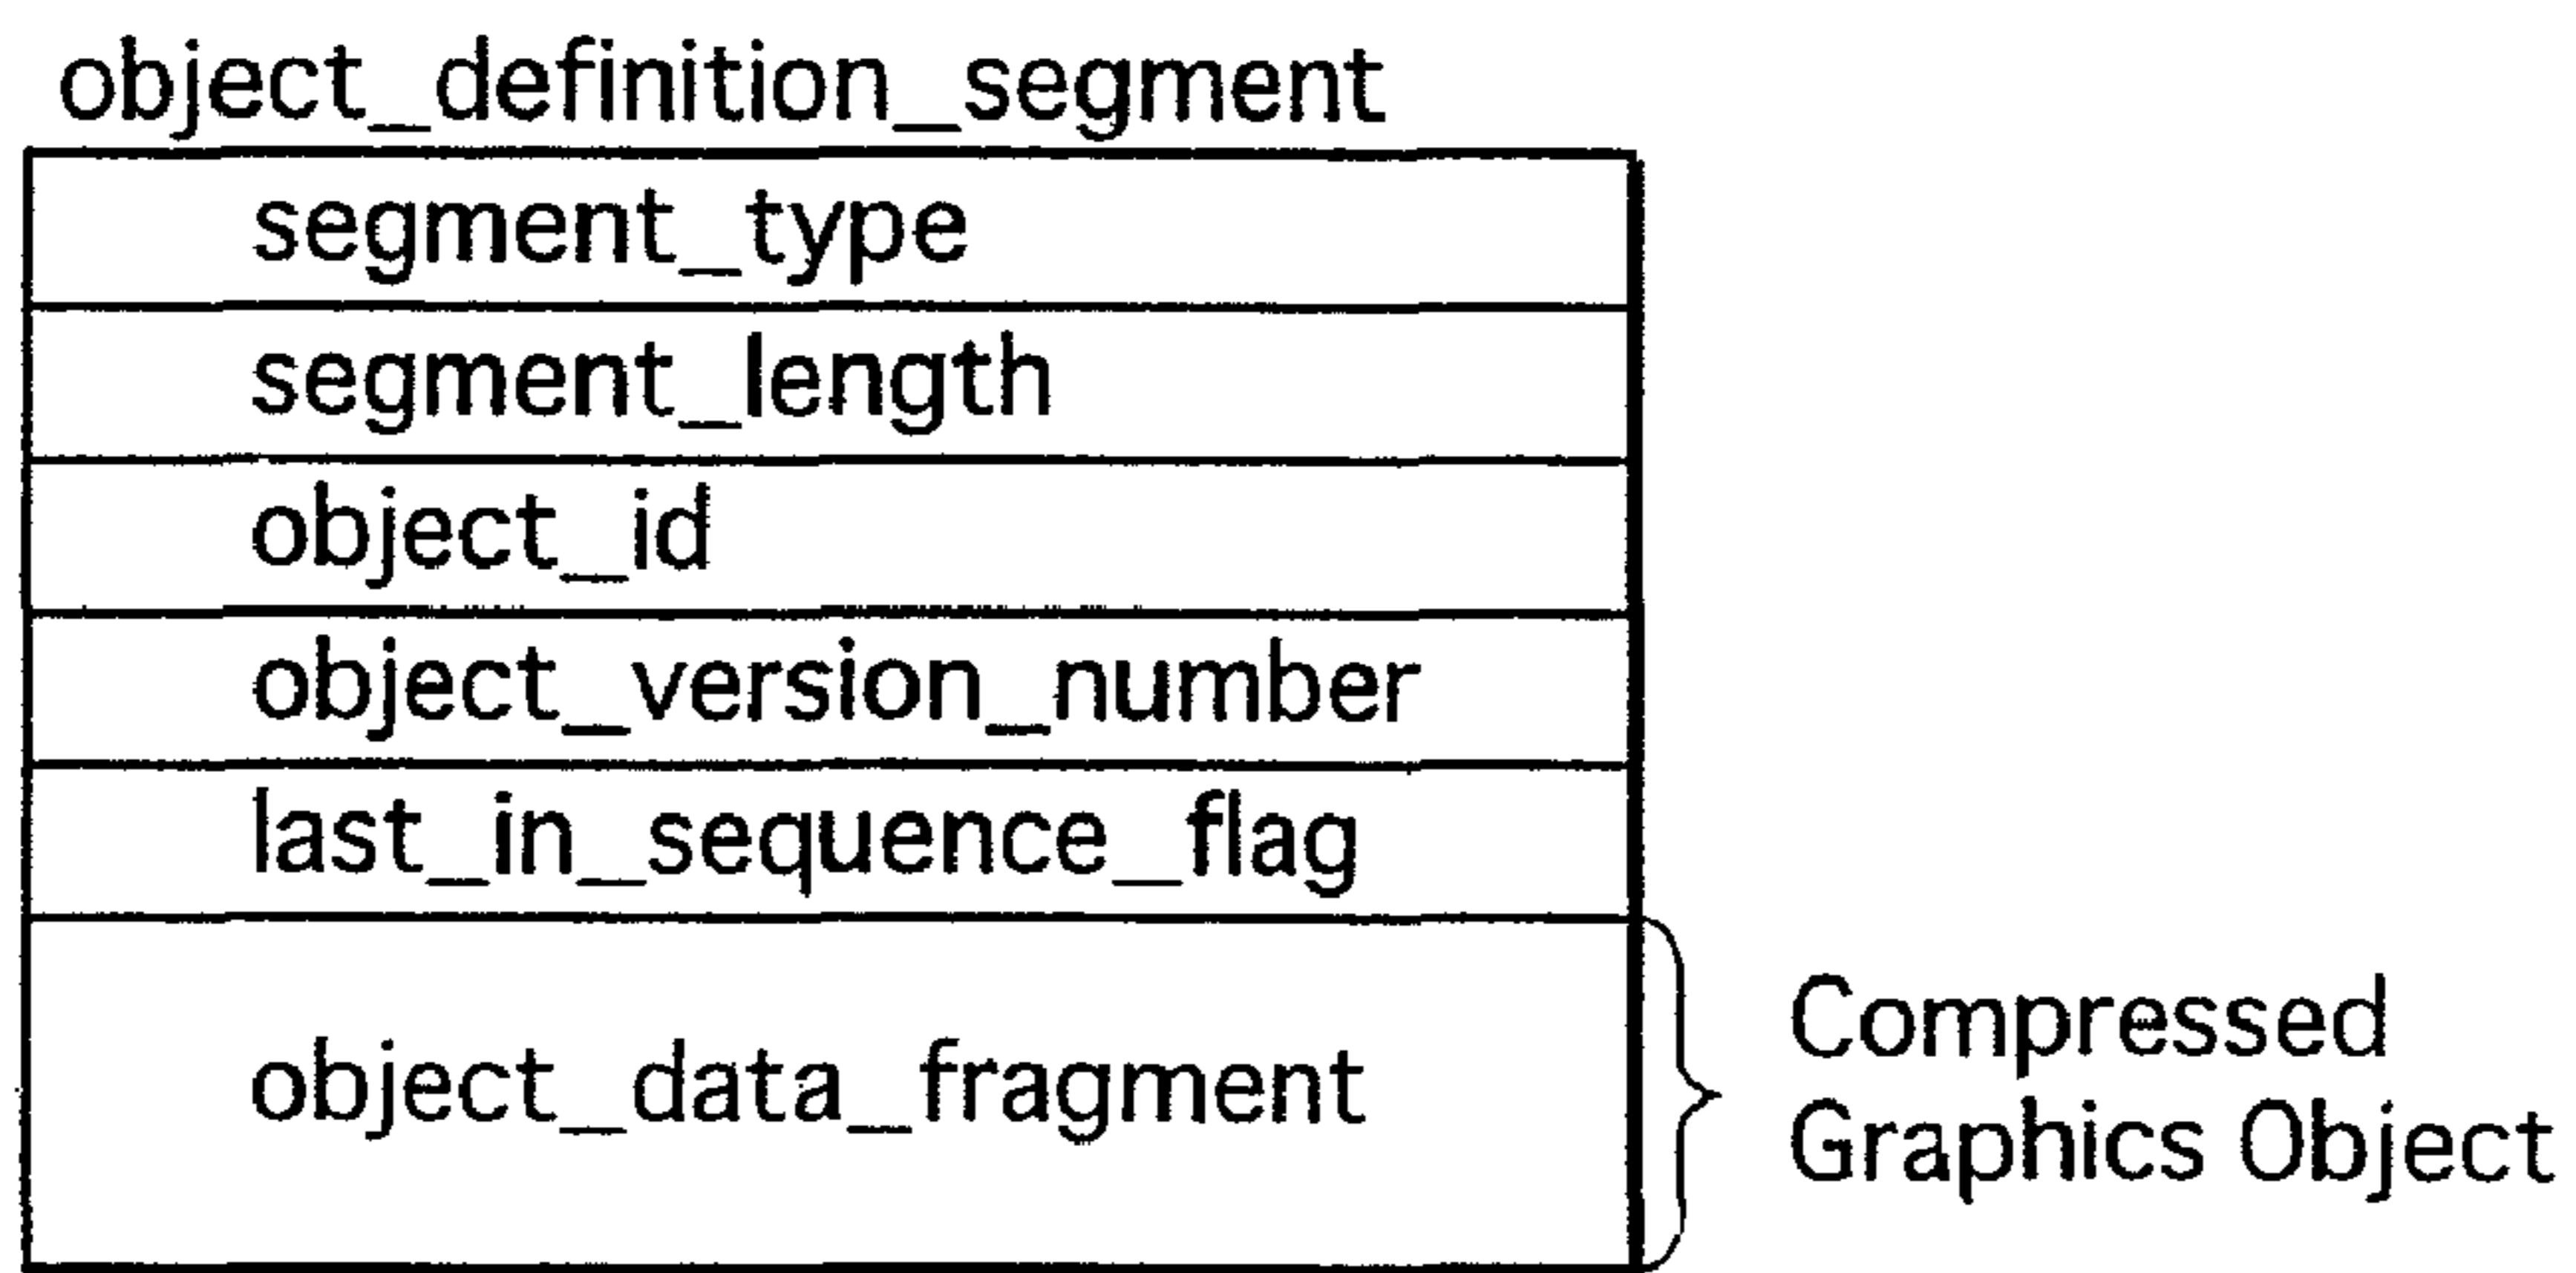 object_definition_segment
segment_type
segment_length
object_id
object_version_number
last_in_sequence_flag
object_data_fragment
Compressed
Graphics Object